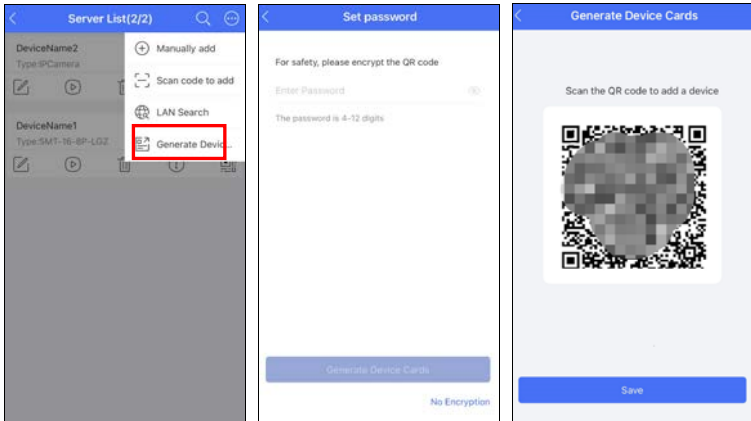 Server List(2/2)
DeviceName2
Type:IPCamera
DeviceName1
Type:SMT-16-8P-LGZ
Manually add
Scan code to add
LAN Search
Generate Devic...
Set password
For safety, please encrypt the QR code
Enter Password
The password is 4-12 digits
Generate Device Cards
No Encryption
Generate Device Cards
Scan the QR code to add a device
Save